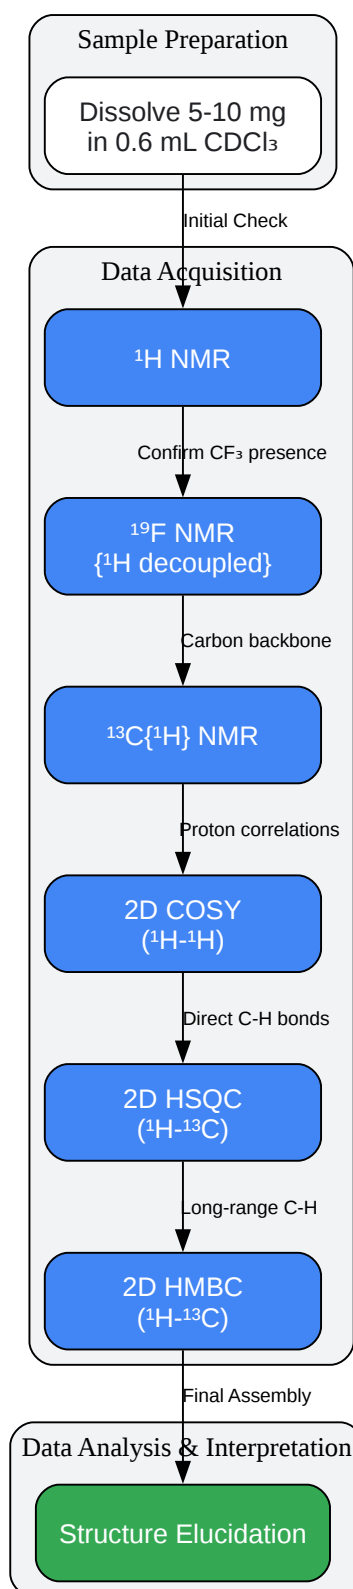 Sample Preparation
Dissolve 5-10 mg
in 0.6 mL CDCl₃
Initial Check
Data Acquisition
¹H NMR
Confirm CF₃ presence
¹⁹F NMR
{¹H decoupled}
Carbon backbone
¹³C{¹H} NMR
Proton correlations
2D COSY
(¹H-¹H)
Direct C-H bonds
2D HSQC
(¹H-¹³C)
Long-range C-H
2D HMBC
(¹H-¹³C)
Final Assembly
Data Analysis & Interpretation
Structure Elucidation